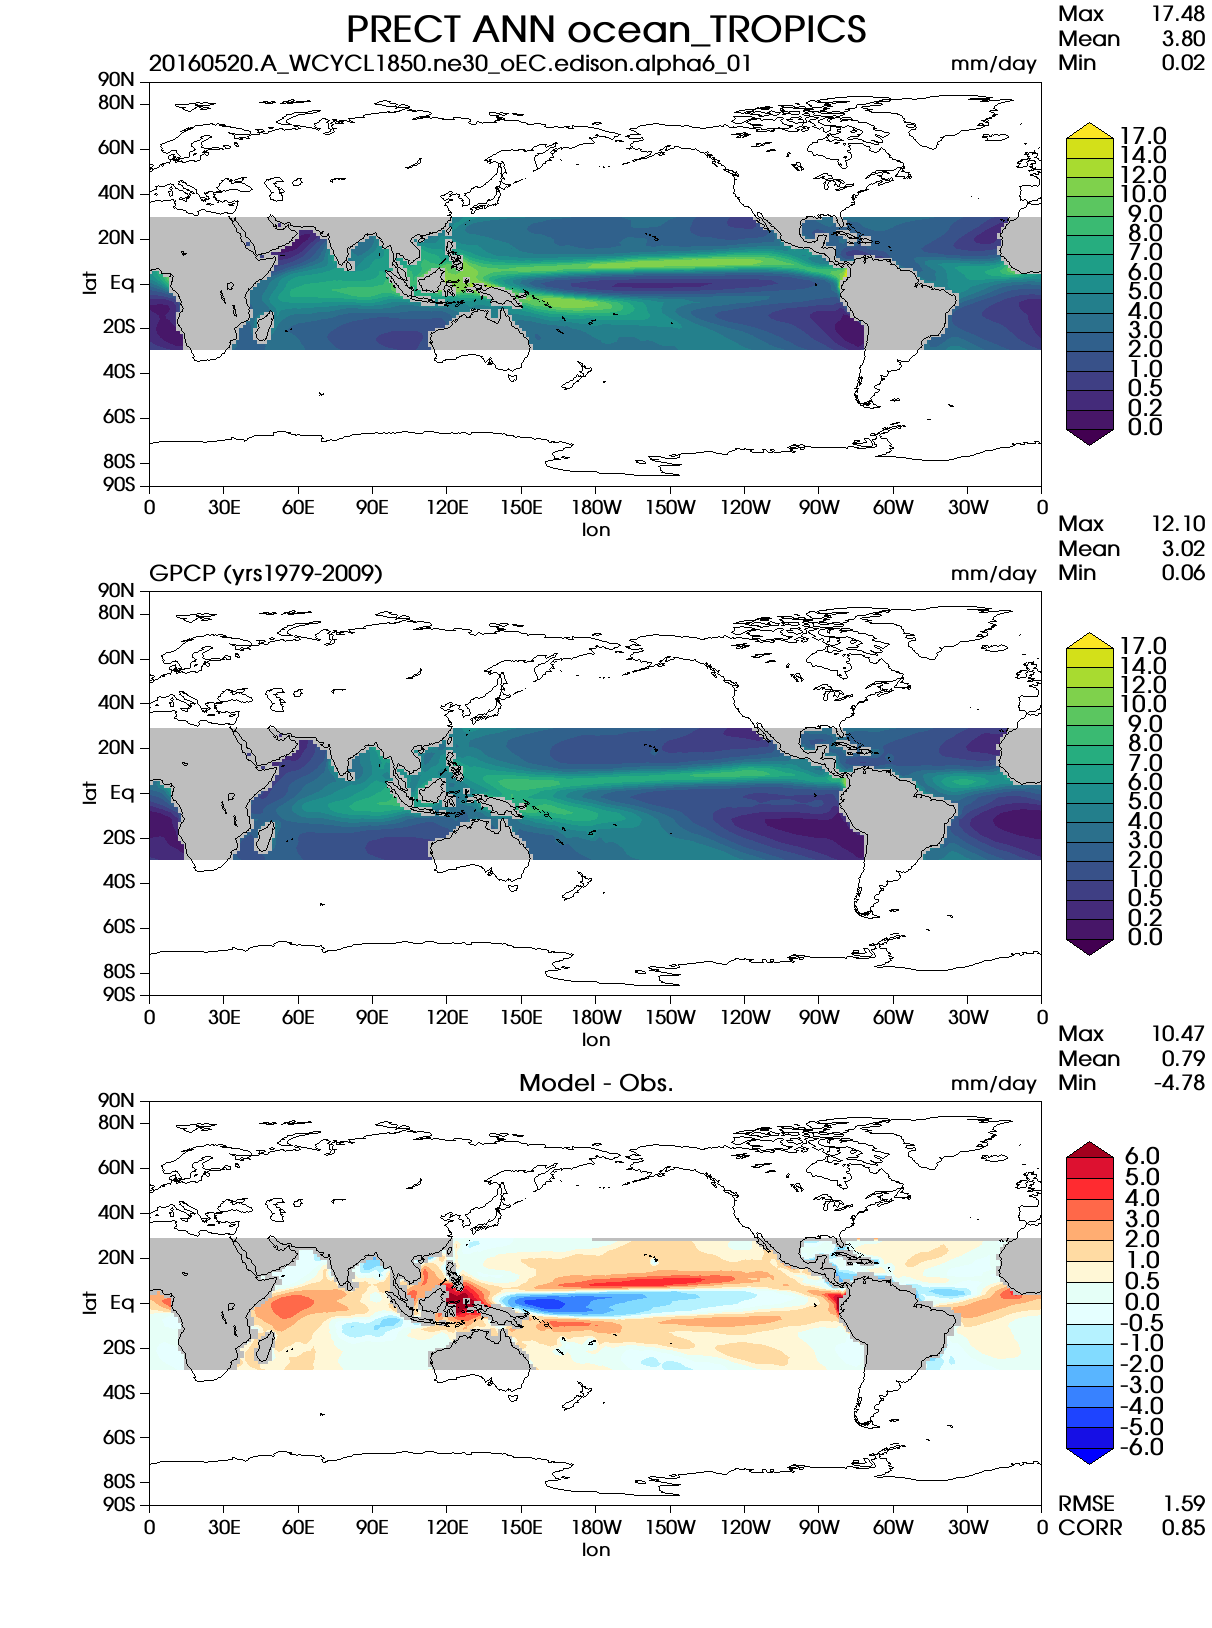 PRECT ANN ocean_TROPICS
Max 17.48
Mean 3.80
Min 0.02
20160520.A_WCYCL1850.ne30_oEC.edison.alpha6_01 mm/day
90N
80N
60N
40N
20N
Eq
20S
40S
60S
80S
90S
lat
0 30E 60E 90E 120E 150E 180W 150W 120W 90W 60W 30W 0
lon
17.0
14.0
12.0
10.0
9.0
8.0
7.0
6.0
5.0
4.0
3.0
2.0
1.0
0.5
0.2
0.0
Max 12.10
Mean 3.02
Min 0.06
GPCP (yrs1979-2009) mm/day
90N
80N
60N
40N
20N
Eq
20S
40S
60S
80S
90S
lat
0 30E 60E 90E 120E 150E 180W 150W 120W 90W 60W 30W 0
lon
17.0
14.0
12.0
10.0
9.0
8.0
7.0
6.0
5.0
4.0
3.0
2.0
1.0
0.5
0.2
0.0
Max 10.47
Mean 0.79
Min -4.78
Model - Obs. mm/day
90N
80N
60N
40N
20N
Eq
20S
40S
60S
80S
90S
lat
0 30E 60E 90E 120E 150E 180W 150W 120W 90W 60W 30W 0
lon
6.0
5.0
4.0
3.0
2.0
1.0
0.5
0.0
-0.5
-1.0
-2.0
-3.0
-4.0
-5.0
-6.0
RMSE 1.59
CORR 0.85